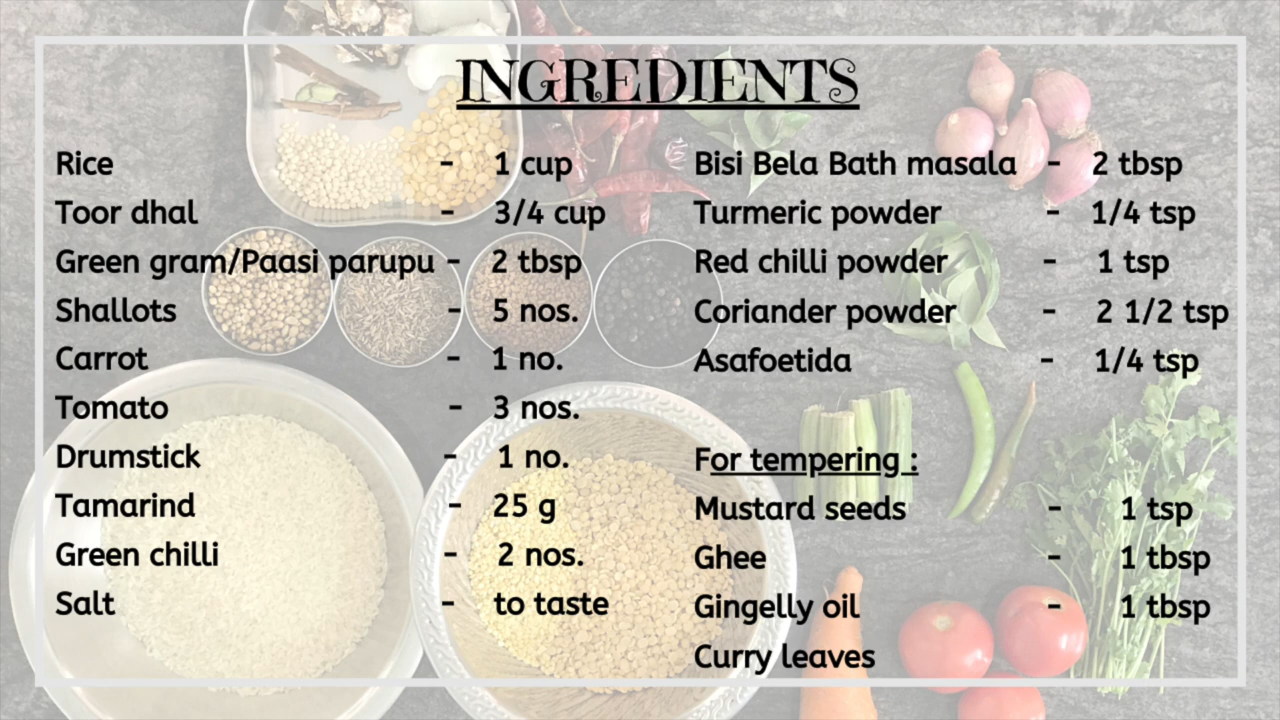 INGREDIENTS
Rice - 1 cup
Toor dhal - 3/4 cup
Green gram/Paasi parupu - 2 tbsp
Shallots - 5 nos.
Carrot - 1 no.
Tomato - 3 nos.
Drumstick - 1 no.
Tamarind - 25 g
Green chilli - 2 nos.
Salt - to taste
Bisi Bela Bath masala - 2 tbsp
Turmeric powder - 1/4 tsp
Red chilli powder - 1 tsp
Coriander powder - 2 1/2 tsp
Asafoetida - 1/4 tsp
For tempering :
Mustard seeds - 1 tsp
Ghee - 1 tbsp
Gingelly oil - 1 tbsp
Curry leaves